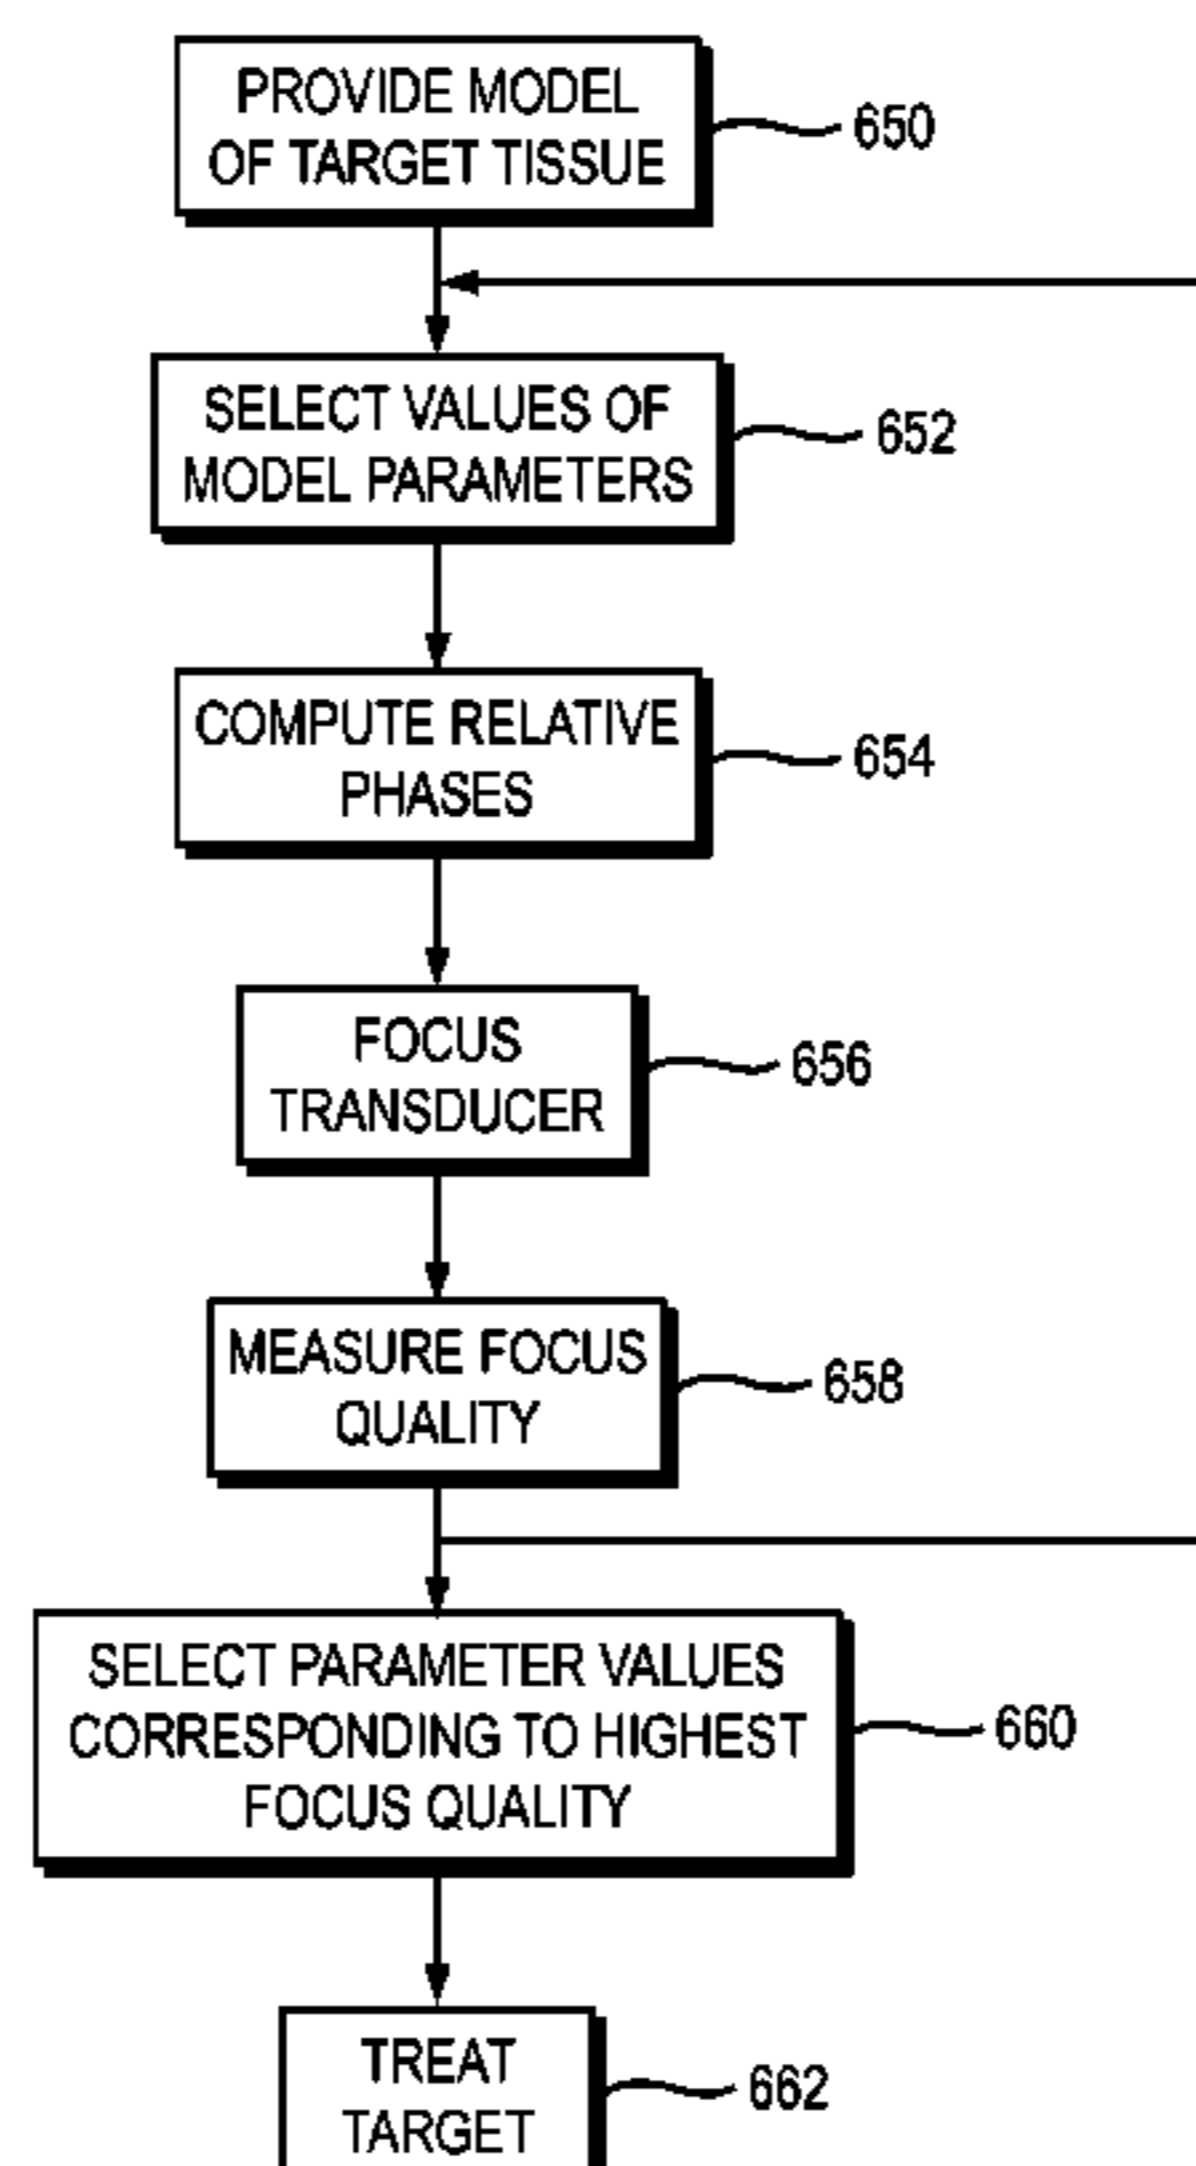 PROVIDE MODEL
OF TARGET TISSUE
650
SELECT VALUES OF
MODEL PARAMETERS
652
COMPUTE RELATIVE
PHASES
654
FOCUS
TRANSDUCER
656
MEASURE FOCUS
QUALITY
658
SELECT PARAMETER VALUES
CORRESPONDING TO HIGHEST
FOCUS QUALITY
660
TREAT
TARGET
662